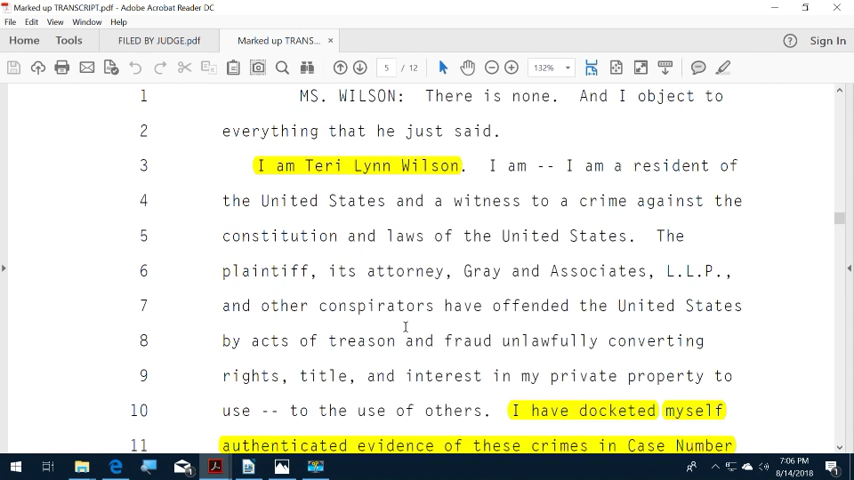 Marked up TRANSCRIPT.pdf - Adobe Acrobat Reader DC
File Edit View Window Help
Home Tools FILED BY JUDGE.pdf Marked up TRANS... × ? Sign In
5 / 12 132%
1 MS. WILSON: There is none. And I object to
2 everything that he just said.
3 I am Teri Lynn Wilson. I am -- I am a resident of
4 the United States and a witness to a crime against the
5 constitution and laws of the United States. The
6 plaintiff, its attorney, Gray and Associates, L.L.P.,
7 and other conspirators have offended the United States
8 by acts of treason and fraud unlawfully converting
9 rights, title, and interest in my private property to
10 use -- to the use of others. I have docketed myself
11 authenticated evidence of these crimes in Case Number
7:06 PM
8/14/2018